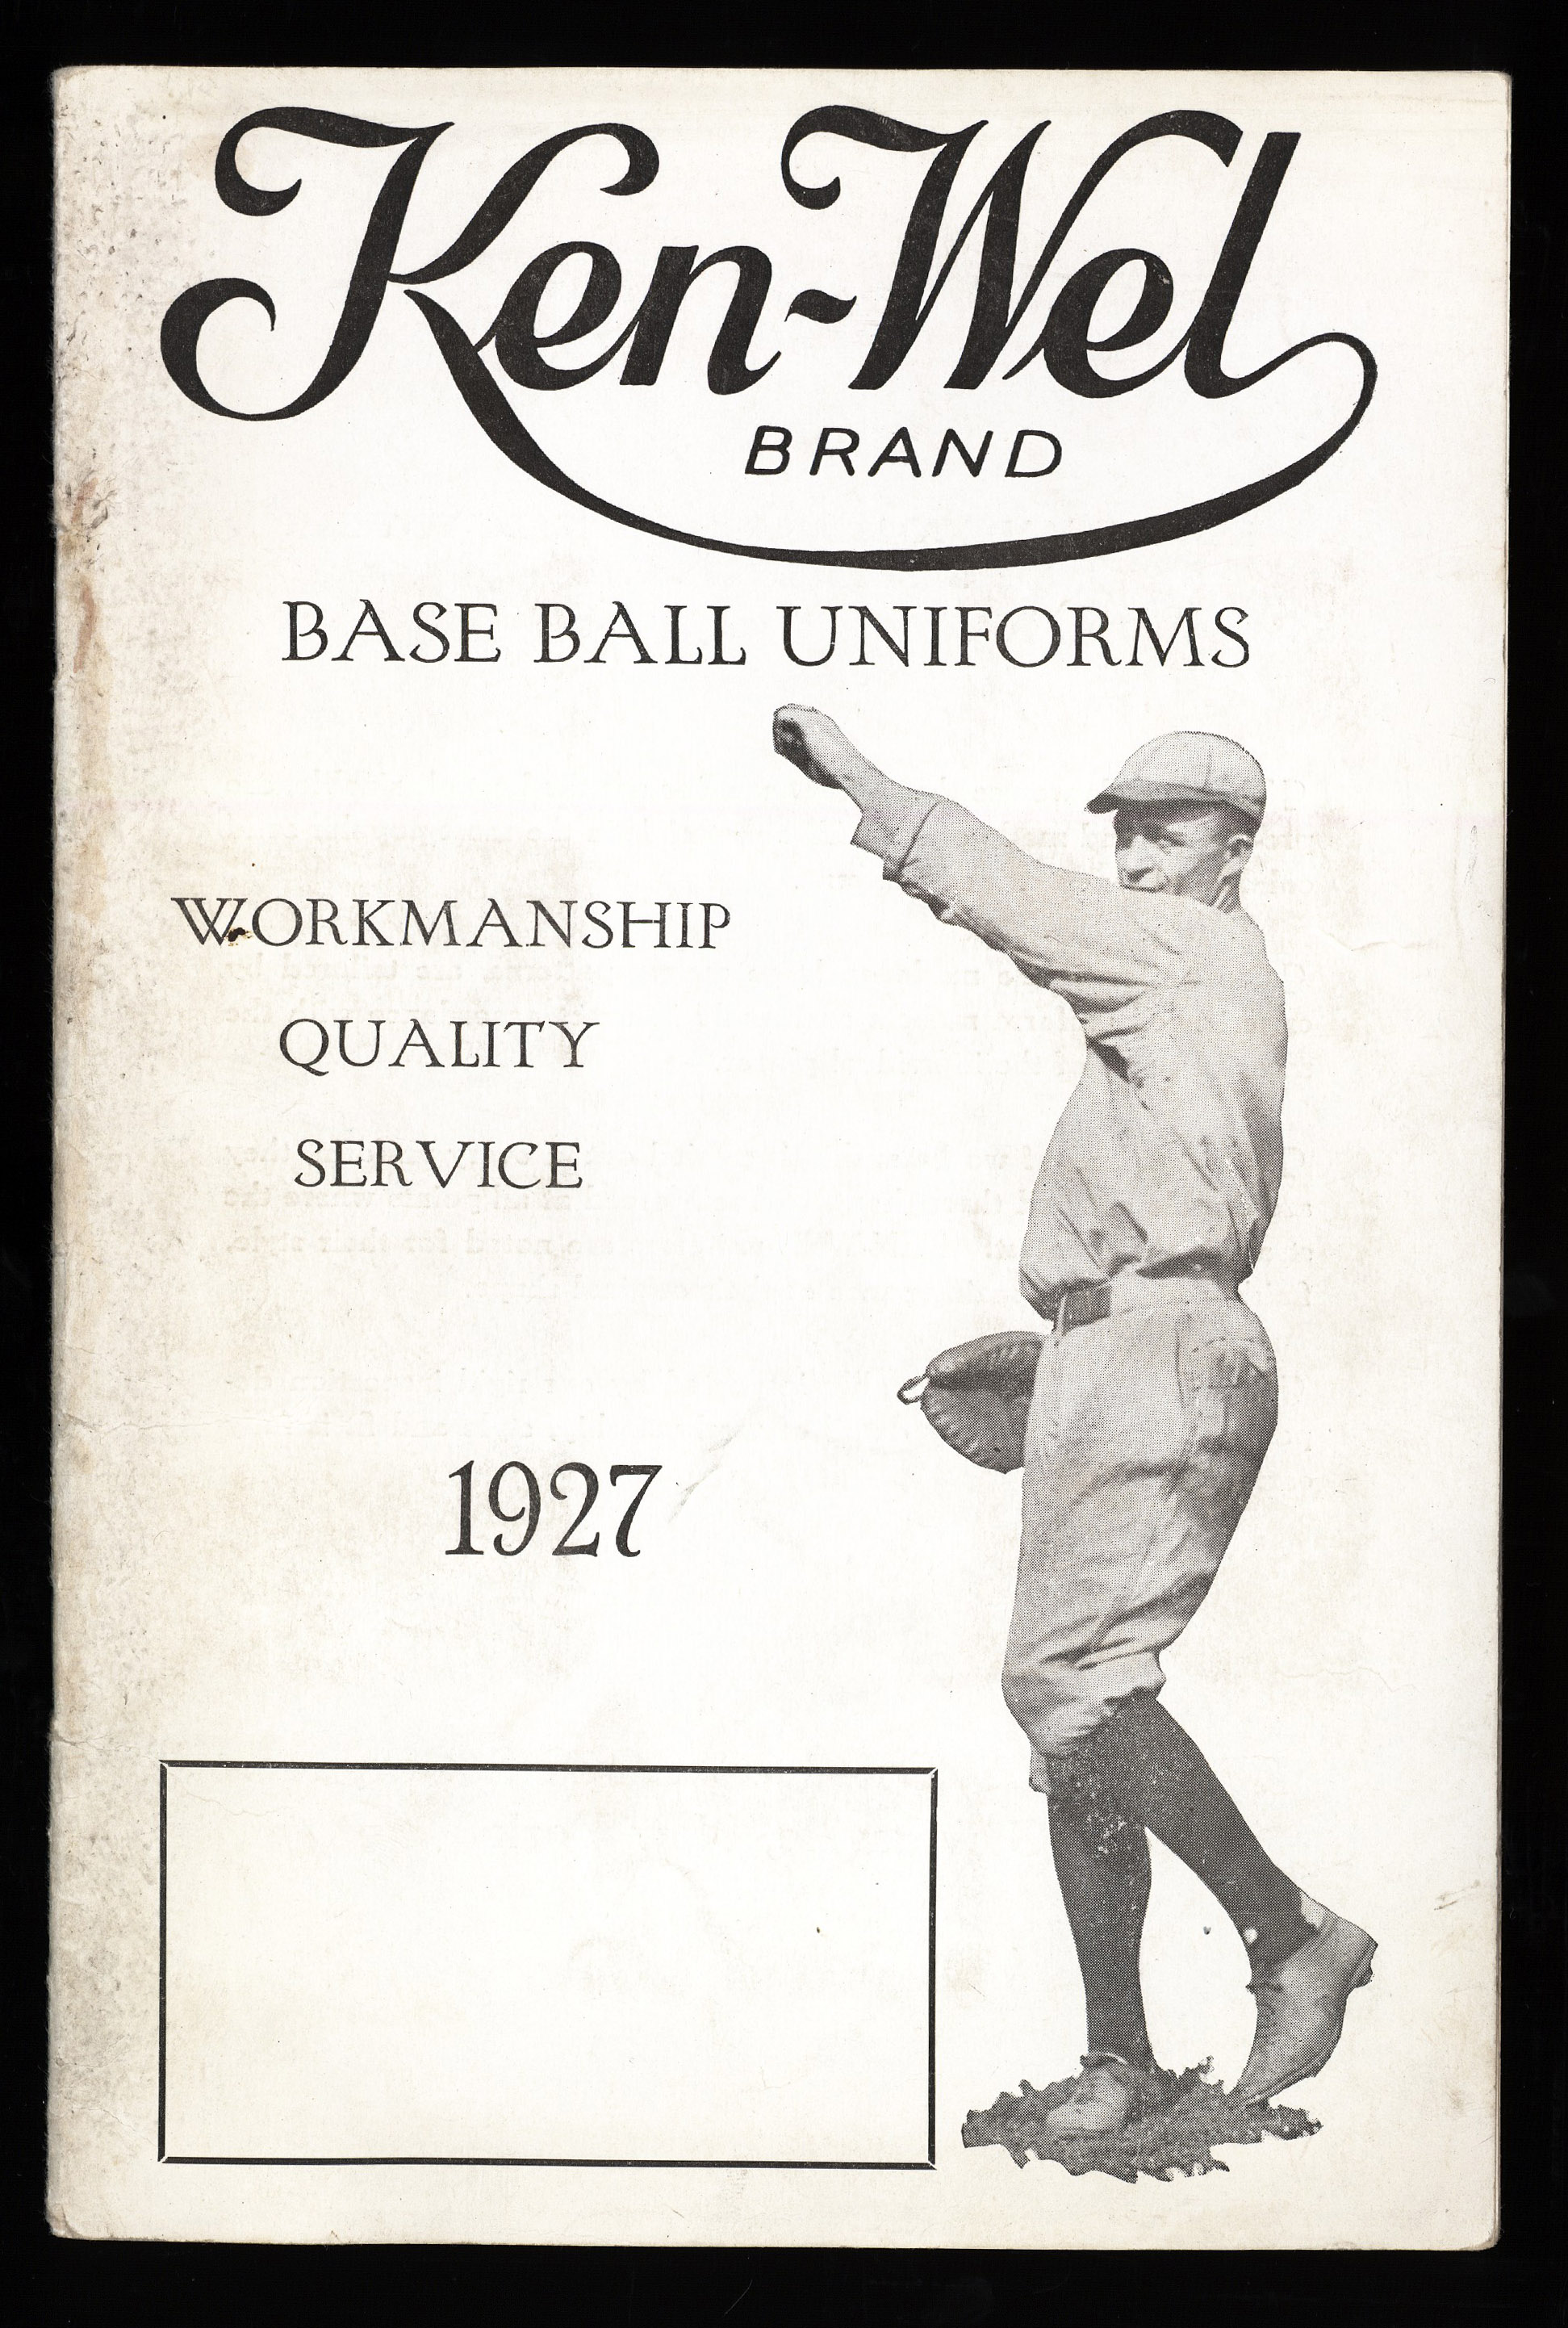 Ken-Wel
BRAND
BASE BALL UNIFORMS
WORKMANSHIP
QUALITY
SERVICE
1927